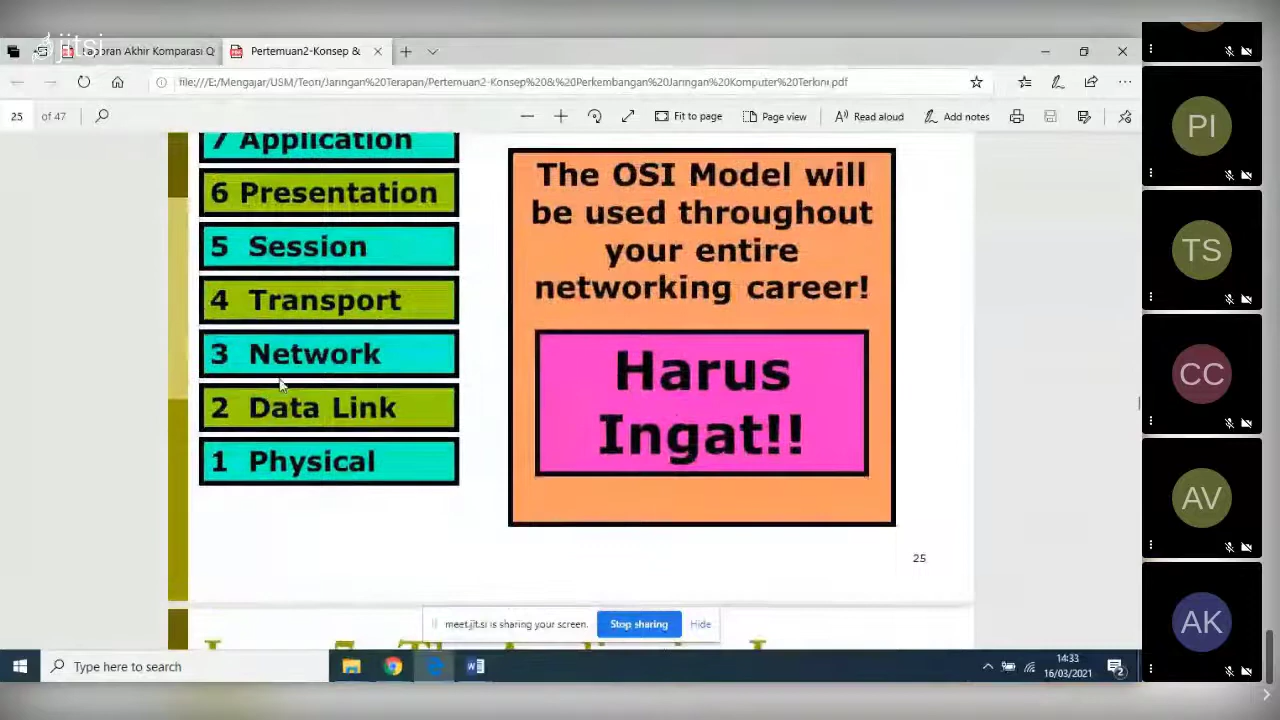 jitsi
oran Akhir Komparasi Q
Pertemuan2-Konsep &
file:///E:/Mengajar/USM/Teori/Jaringan%20Terapan/Pertemuan2-Konsep%20&%20Perkembangan%20Jaringan%20Komputer%20Terkini.pdf
25 of 47
Fit to page
Page view
Read aloud
Add notes
7 Application
6 Presentation
5 Session
4 Transport
3 Network
2 Data Link
1 Physical
The OSI Model will
be used throughout
your entire
networking career!
Harus
Ingat!!
25
meet.jit.si is sharing your screen.
Stop sharing
Hide
Type here to search
14:33
16/03/2021
2
PI
TS
CC
AV
AK